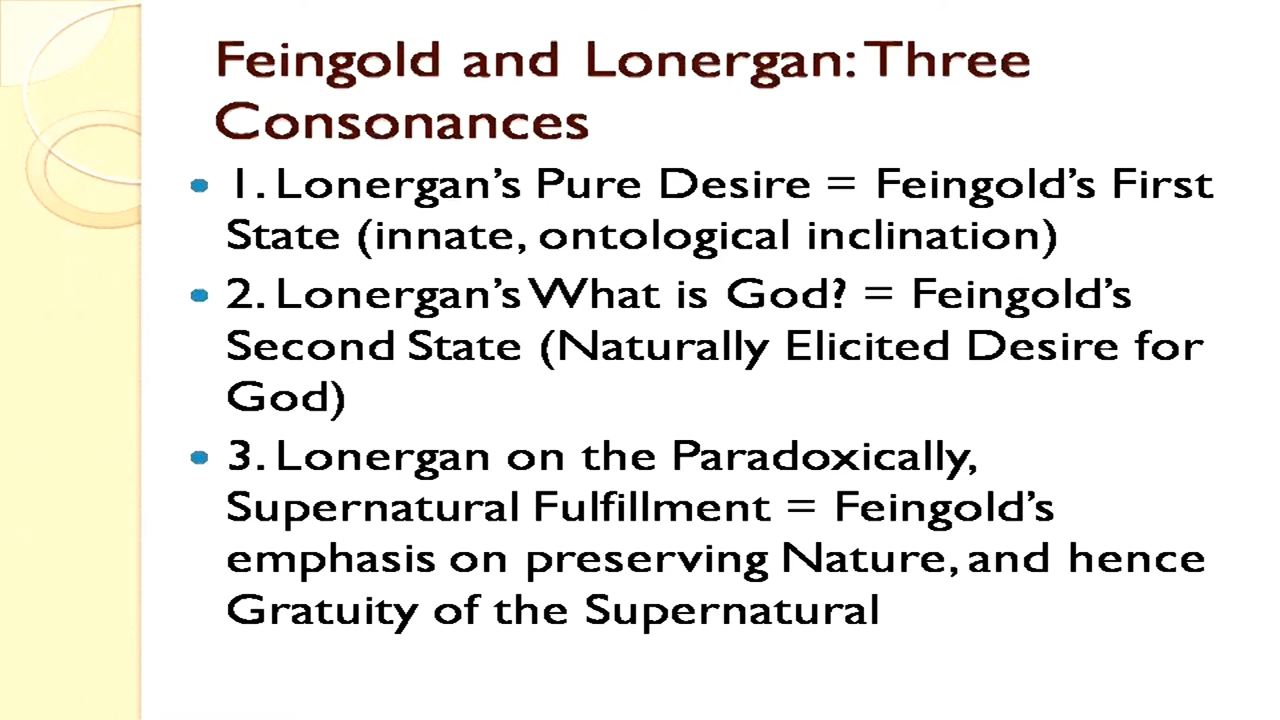 Feingold and Lonergan: Three
Consonances
1. Lonergan's Pure Desire = Feingold's First
State (innate, ontological inclination)
2. Lonergan's What is God? = Feingold's
Second State (Naturally Elicited Desire for
God)
3. Lonergan on the Paradoxically,
Supernatural Fulfillment = Feingold's
emphasis on preserving Nature, and hence
Gratuity of the Supernatural